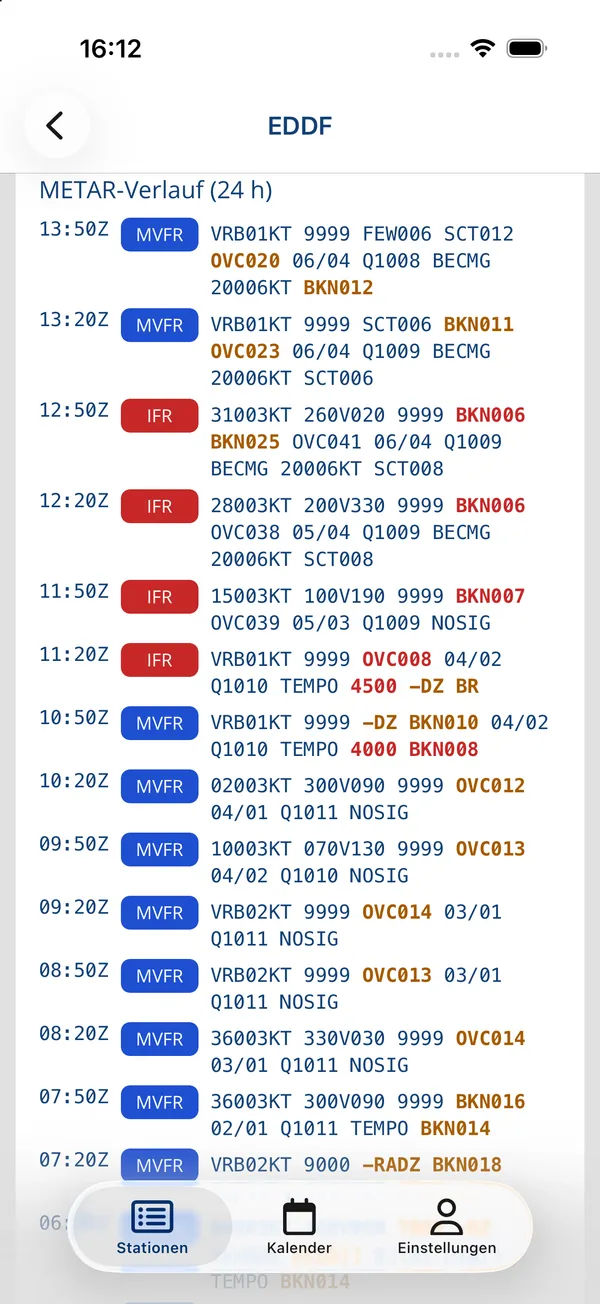 16:12
EDDF
METAR-Verlauf (24 h)
13:50Z MVFR VRB01KT 9999 FEW006 SCT012
OVC020 06/04 Q1008 BECMG
20006KT BKN012
13:20Z MVFR VRB01KT 9999 SCT006 BKN011
OVC023 06/04 Q1009 BECMG
20006KT SCT006
12:50Z IFR 31003KT 260V020 9999 BKN006
BKN025 OVC041 06/04 Q1009
BECMG 20006KT SCT008
12:20Z IFR 28003KT 200V330 9999 BKN006
OVC038 05/04 Q1009 BECMG
20006KT SCT008
11:50Z IFR 15003KT 100V190 9999 BKN007
OVC039 05/03 Q1009 NOSIG
11:20Z IFR VRB01KT 9999 OVC008 04/02
Q1010 TEMPO 4500 –DZ BR
10:50Z MVFR VRB01KT 9999 –DZ BKN010 04/02
Q1010 TEMPO 4000 BKN008
10:20Z MVFR 02003KT 300V090 9999 OVC012
04/01 Q1011 NOSIG
09:50Z MVFR 10003KT 070V130 9999 OVC013
04/02 Q1010 NOSIG
09:20Z MVFR VRB02KT 9999 OVC014 03/01
Q1011 NOSIG
08:50Z MVFR VRB02KT 9999 OVC013 03/01
Q1011 NOSIG
08:20Z MVFR 36003KT 330V030 9999 OVC014
03/01 Q1011 NOSIG
07:50Z MVFR 36003KT 300V090 9999 BKN016
02/01 Q1011 TEMPO BKN014
07:20Z MVFR VRB02KT 9000 –RADZ BKN018
06:
TEMPO BKN014
Stationen Kalender Einstellungen